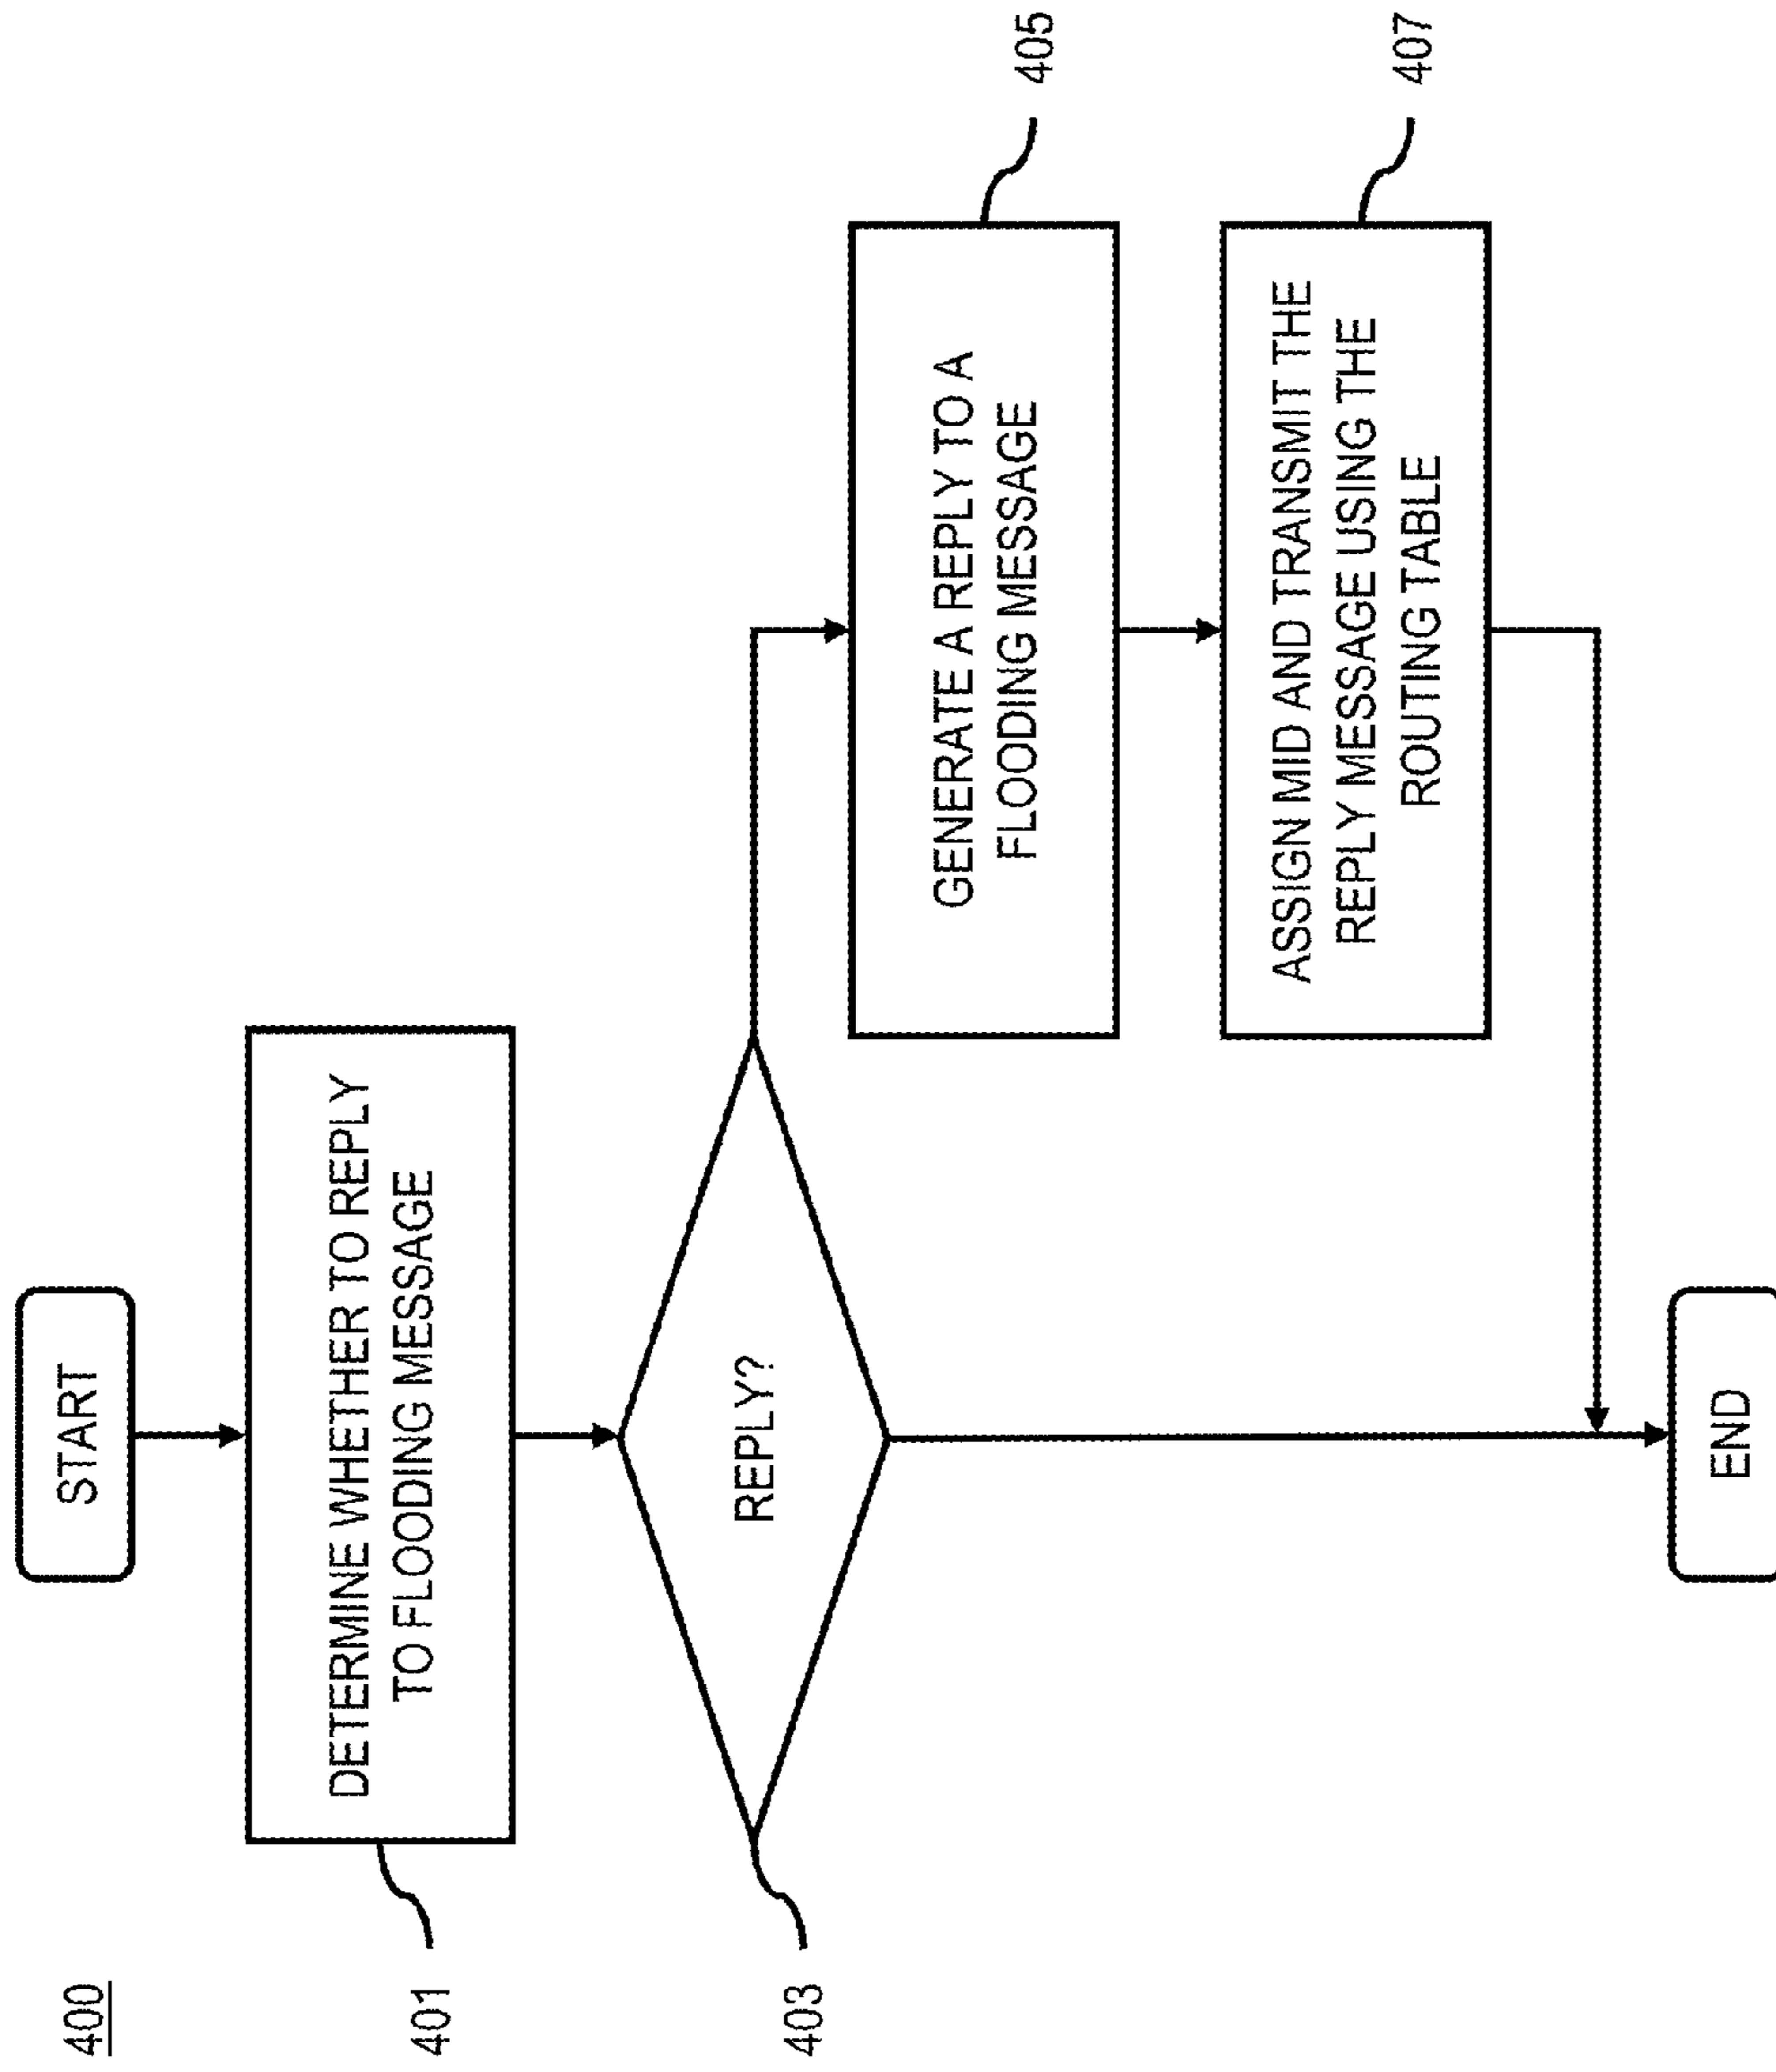 400
START
401
DETERMINE WHETHER TO REPLY
TO FLOODING MESSAGE
403
REPLY?
405
GENERATE A REPLY TO A
FLOODING MESSAGE
407
ASSIGN MID AND TRANSMIT THE
REPLY MESSAGE USING THE
ROUTING TABLE
END